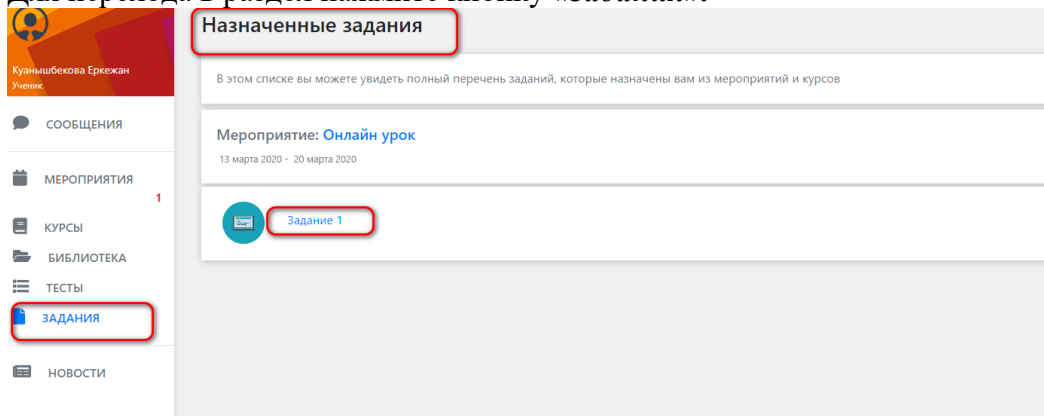 Для перехода в раздел нажмите кнопку «Задания».
Назначенные задания
Куанышбекова Еркежан
Ученик
В этом списке вы можете увидеть полный перечень заданий, которые назначены вам из мероприятий и курсов
СООБЩЕНИЯ
Мероприятие: Онлайн урок
13 марта 2020 - 20 марта 2020
МЕРОПРИЯТИЯ
1
КУРСЫ
Задание 1
БИБЛИОТЕКА
ТЕСТЫ
ЗАДАНИЯ
НОВОСТИ